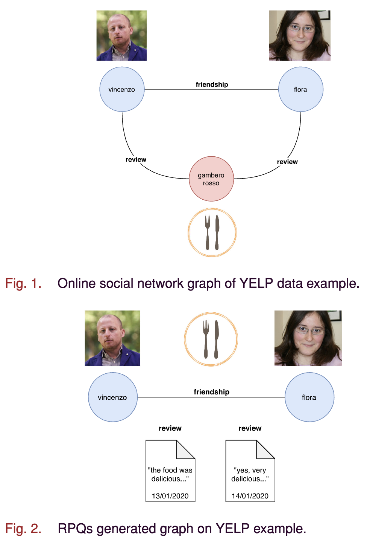 friendship
vincenzo
flora
review
review
gambero
rosso
Fig. 1. Online social network graph of YELP data example.
friendship
vincenzo
flora
review
review
"the food was
delicious..."
13/01/2020
"yes, very
delicious..."
14/01/2020
Fig. 2. RPQs generated graph on YELP example.